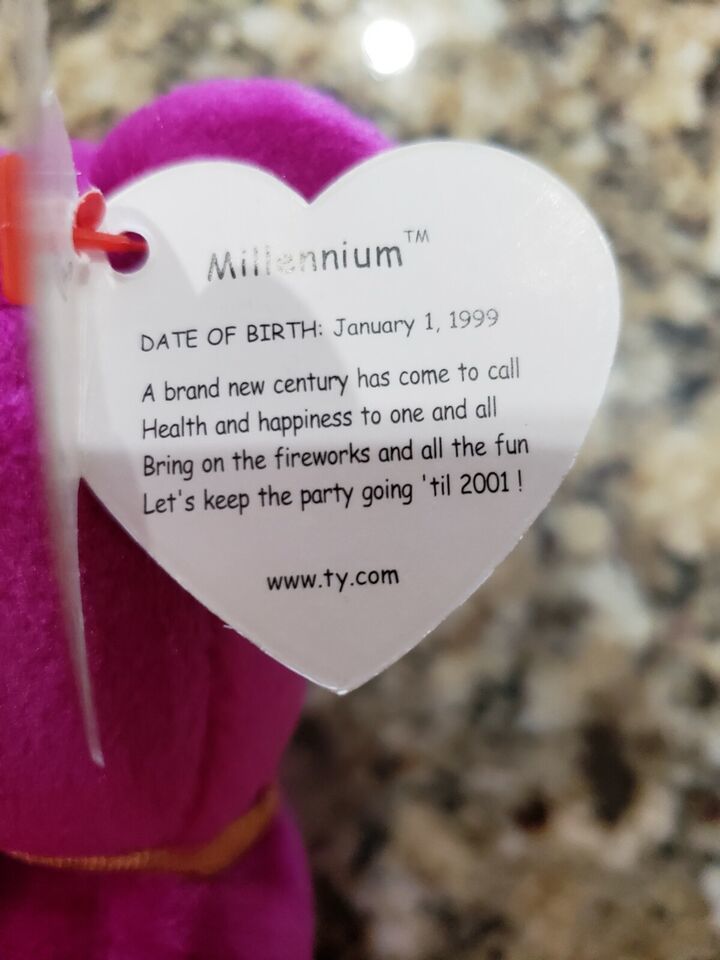 Millennium™
DATE OF BIRTH: January 1, 1999
A brand new century has come to call
Health and happiness to one and all
Bring on the fireworks and all the fun
Let's keep the party going 'til 2001 !
www.ty.com